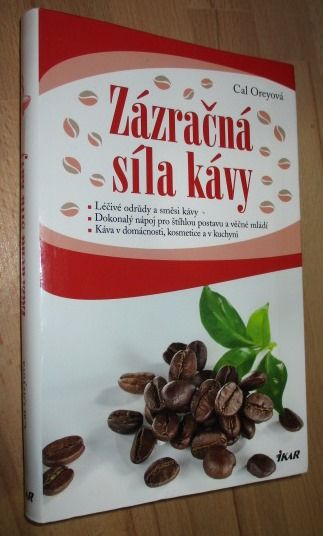 Cal Oreyová
Zázračná
síla kávy
▪ Léčivé odrůdy a směsi kávy
▪ Dokonalý nápoj pro štíhlou postavu a věčné mládí
▪ Káva v domácnosti, kosmetice a v kuchyni
IKAR
IKAR